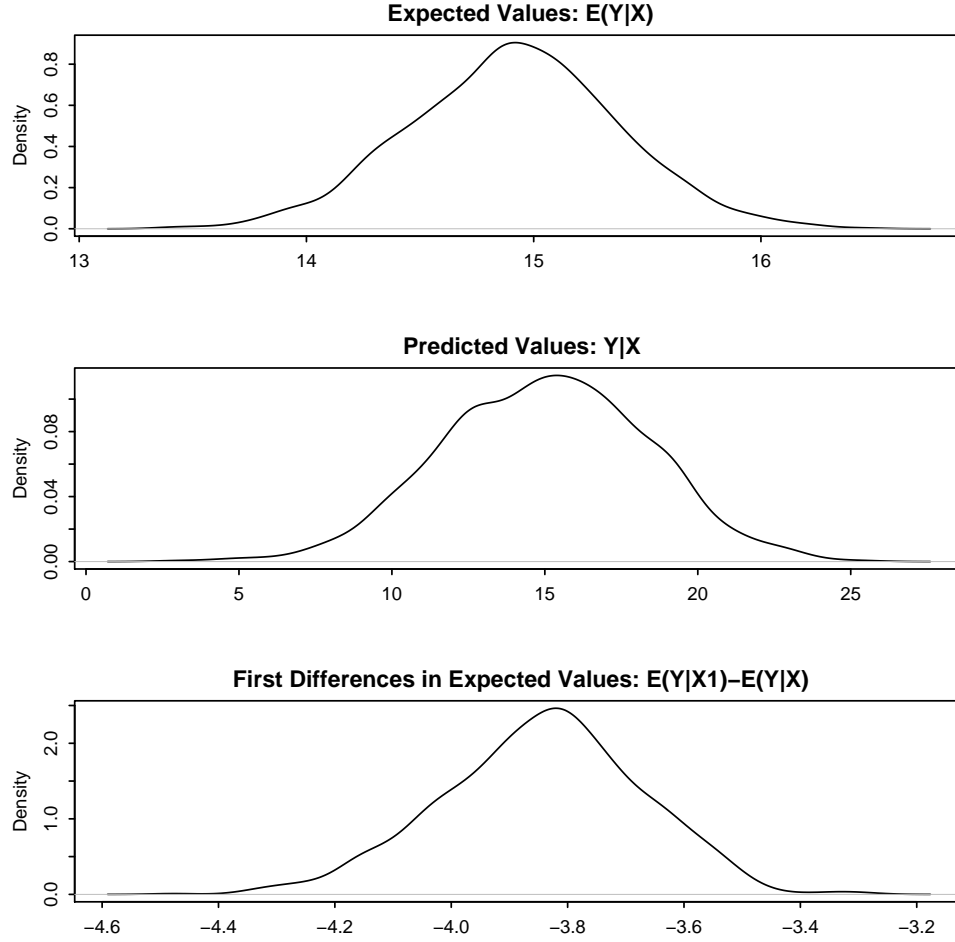 Expected Values: E(Y|X)
Density
0.0 0.2 0.4 0.6 0.8
13 14 15 16
Predicted Values: Y|X
Density
0.00 0.04 0.08
0 5 10 15 20 25
First Differences in Expected Values: E(Y|X1)−E(Y|X)
Density
0.0 1.0 2.0
−4.6 −4.4 −4.2 −4.0 −3.8 −3.6 −3.4 −3.2